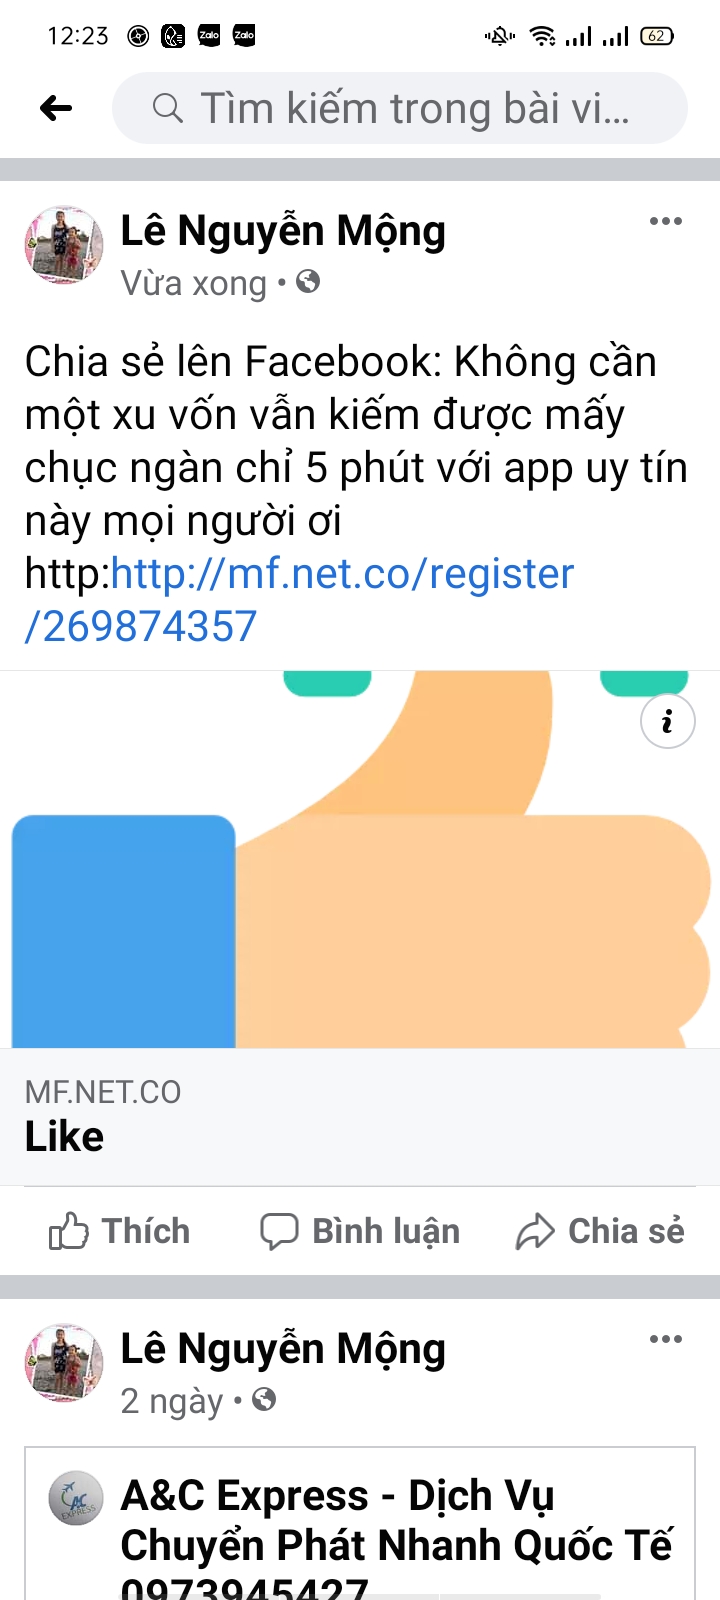 12:23 Zalo Zalo 62
Tìm kiếm trong bài vi...
Lê Nguyễn Mộng
Vừa xong •
Chia sẻ lên Facebook: Không cần
một xu vốn vẫn kiếm được mấy
chục ngàn chỉ 5 phút với app uy tín
này mọi người ơi
http:http://mf.net.co/register
/269874357
i
MF.NET.CO
Like
Thích Bình luận Chia sẻ
Lê Nguyễn Mộng
2 ngày •
AC EXPRESS
A&C Express - Dịch Vụ
Chuyển Phát Nhanh Quốc Tế
0973945427